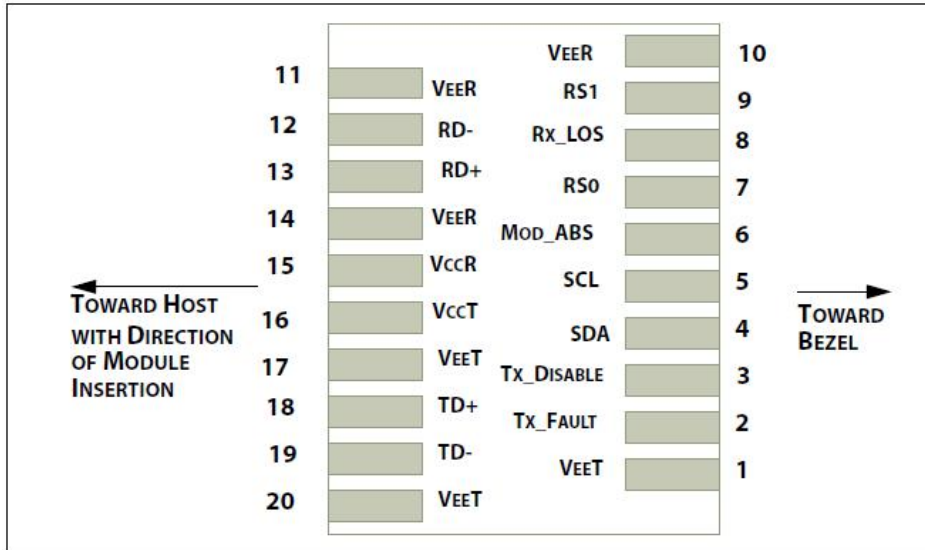 VEER
10
11
VEER
RS1
9
12
RD-
RX_LOS
8
13
RD+
RS0
7
14
VEER
MOD_ABS
6
15
VCCR
SCL
5
TOWARD HOST
WITH DIRECTION
OF MODULE
INSERTION
16
VCCT
SDA
4
TOWARD
BEZEL
17
VEET
TX_DISABLE
3
18
TD+
TX_FAULT
2
19
TD-
VEET
1
20
VEET